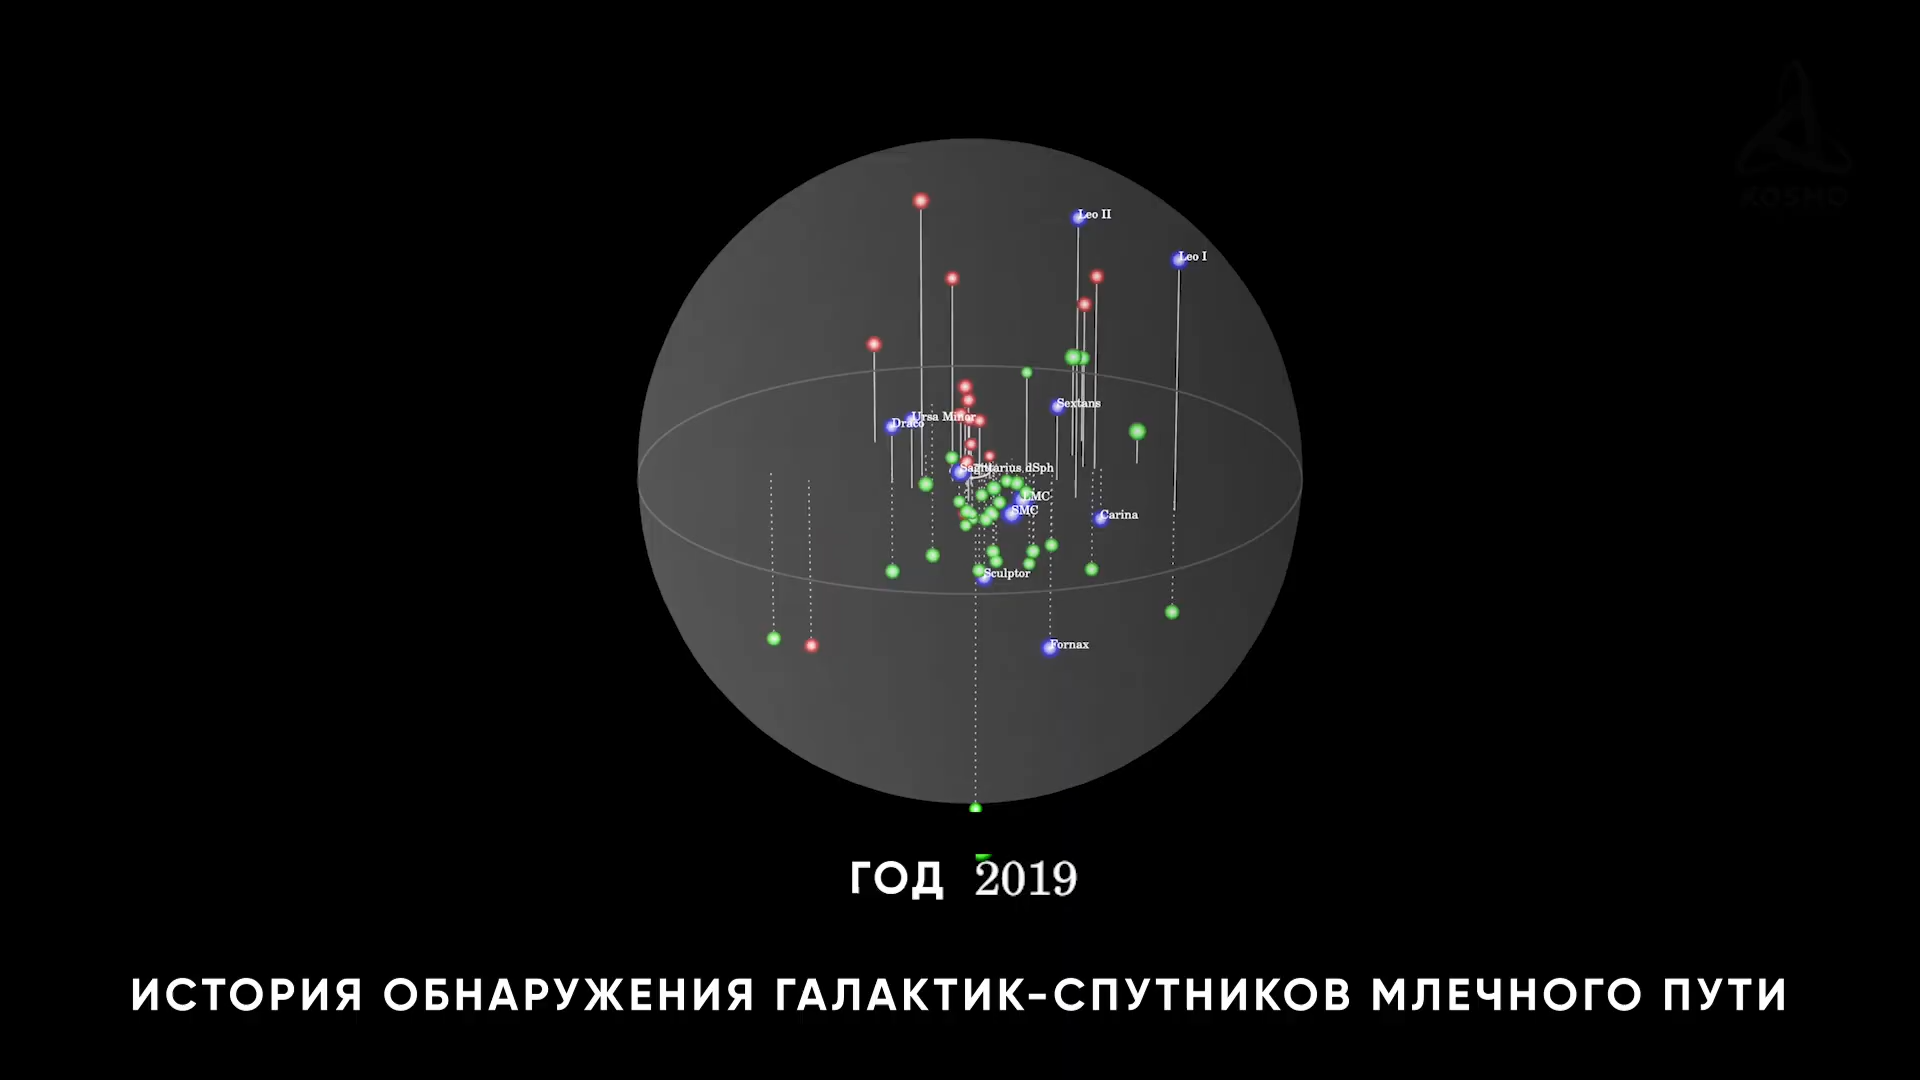 Leo II
Leo I
Sextans
Ursa Minor
Draco
Sagittarius dSph
LMC
SMC
Carina
Sculptor
Fornax
ГОД 2019
ИСТОРИЯ ОБНАРУЖЕНИЯ ГАЛАКТИК-СПУТНИКОВ МЛЕЧНОГО ПУТИ
KOSMO